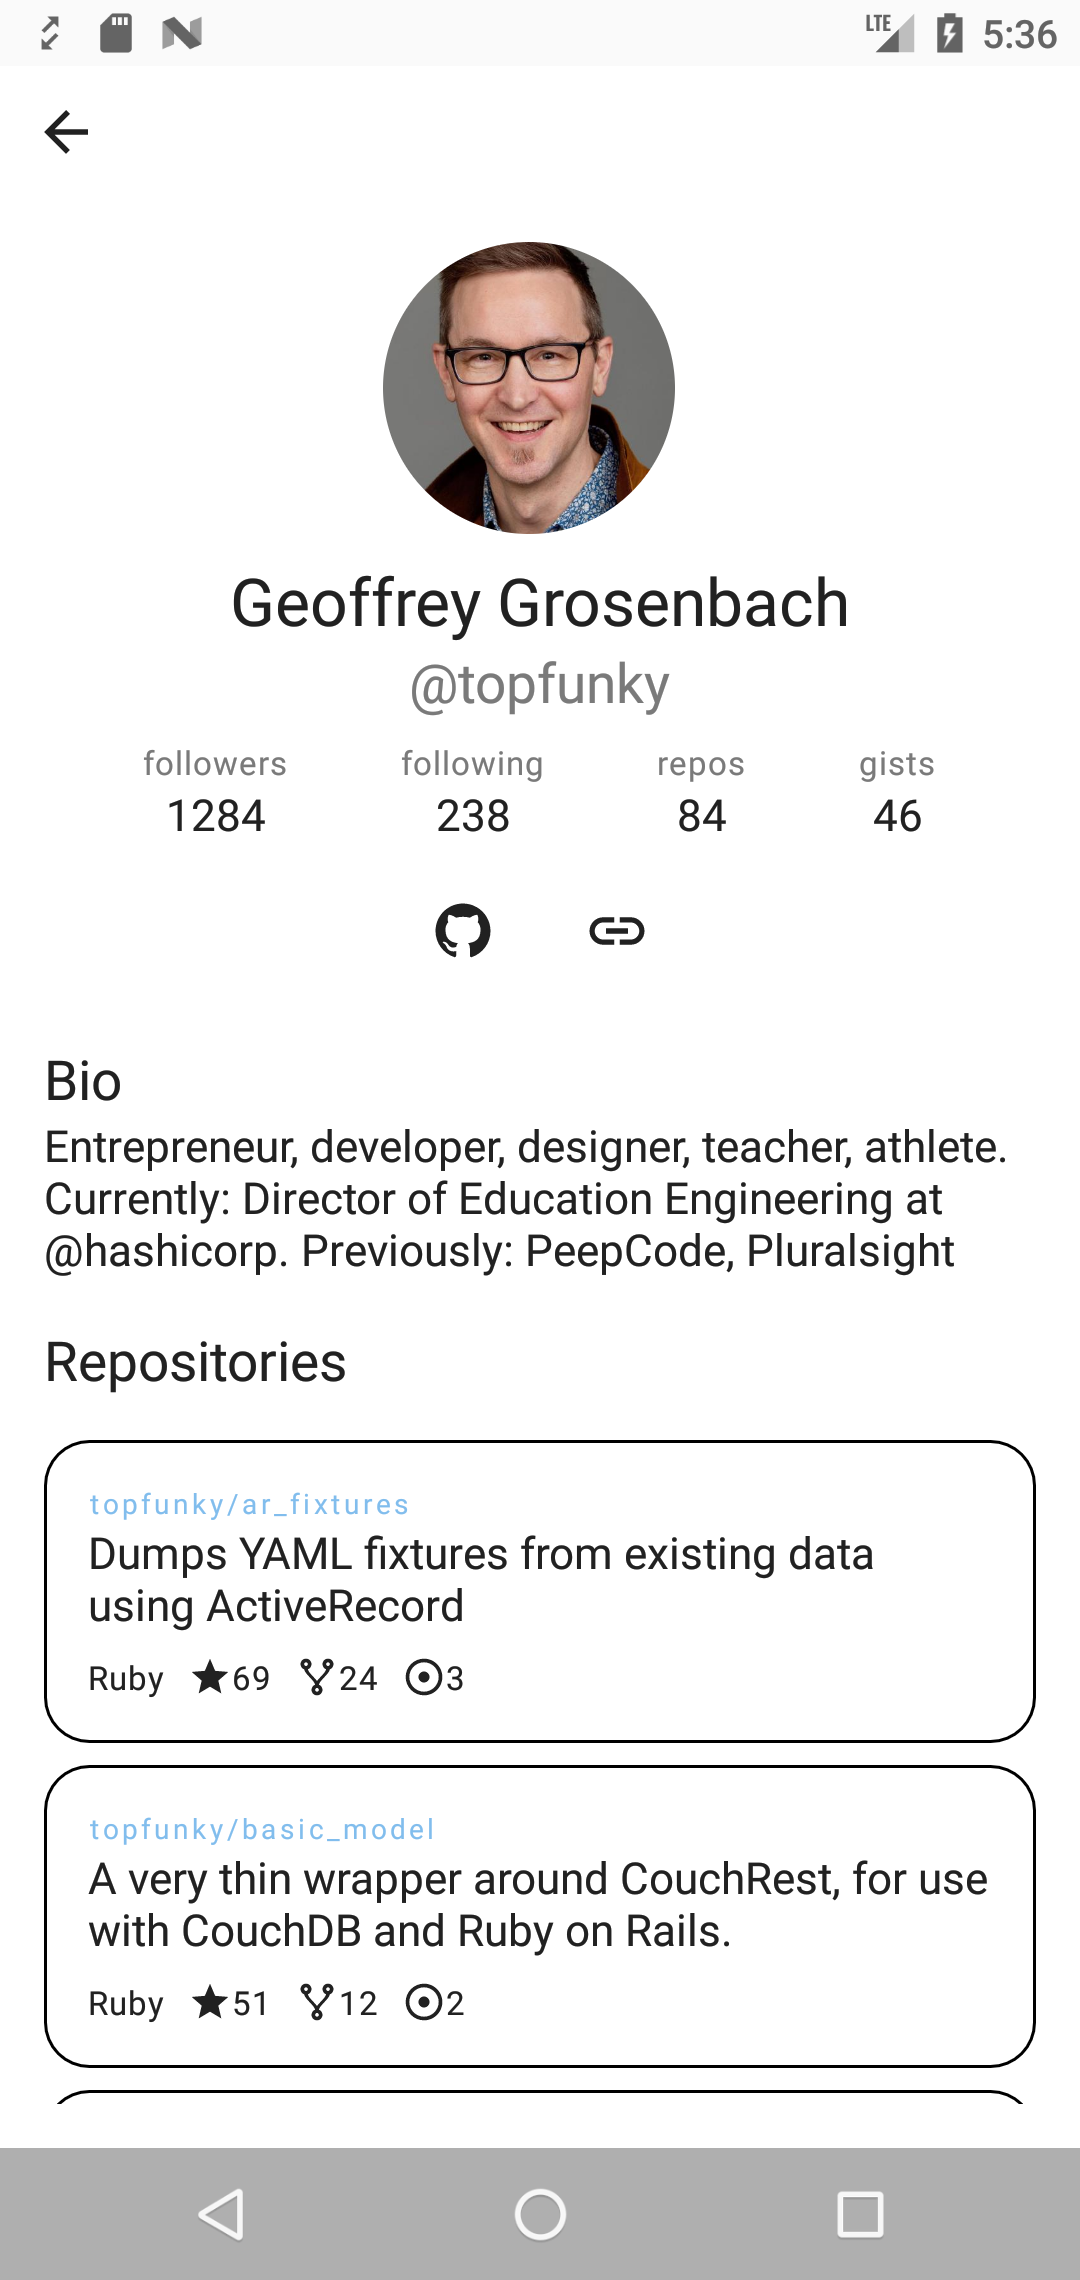 LTE 5:36
Geoffrey Grosenbach
@topfunky
followers following repos gists
1284 238 84 46
Bio
Entrepreneur, developer, designer, teacher, athlete.
Currently: Director of Education Engineering at
@hashicorp. Previously: PeepCode, Pluralsight
Repositories
topfunky/ar_fixtures
Dumps YAML fixtures from existing data
using ActiveRecord
Ruby 69 24 3
topfunky/basic_model
A very thin wrapper around CouchRest, for use
with CouchDB and Ruby on Rails.
Ruby 51 12 2